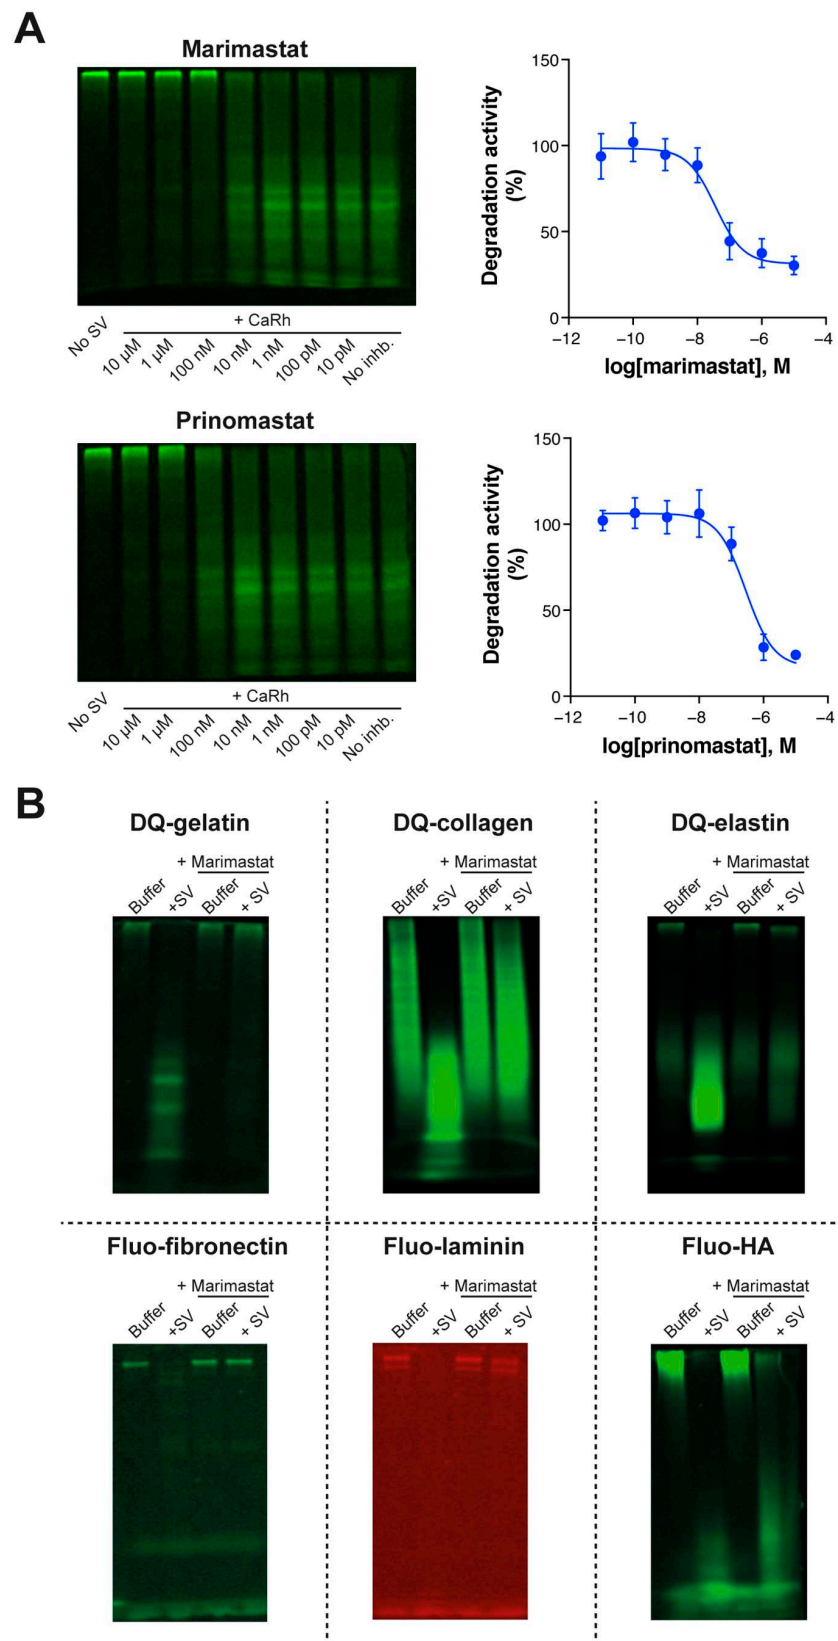 A
Marimastat
No SV
10 µM
1 µM
100 nM
10 nM
1 nM
100 pM
10 pM
No inhb.
+ CaRh
150
100
50
0
−12
−10
−8
−6
−4
Degradation activity
(%)
log[marimastat], M
Prinomastat
No SV
10 µM
1 µM
100 nM
10 nM
1 nM
100 pM
10 pM
No inhb.
+ CaRh
150
100
50
0
−12
−10
−8
−6
−4
Degradation activity
(%)
log[prinomastat], M
B
DQ-gelatin
+ Marimastat
Buffer
+SV
Buffer
+ SV
DQ-collagen
+ Marimastat
Buffer
+SV
Buffer
+ SV
DQ-elastin
+ Marimastat
Buffer
+SV
Buffer
+ SV
Fluo-fibronectin
+ Marimastat
Buffer
+SV
Buffer
+ SV
Fluo-laminin
+ Marimastat
Buffer
+SV
Buffer
+ SV
Fluo-HA
+ Marimastat
Buffer
+SV
Buffer
+ SV